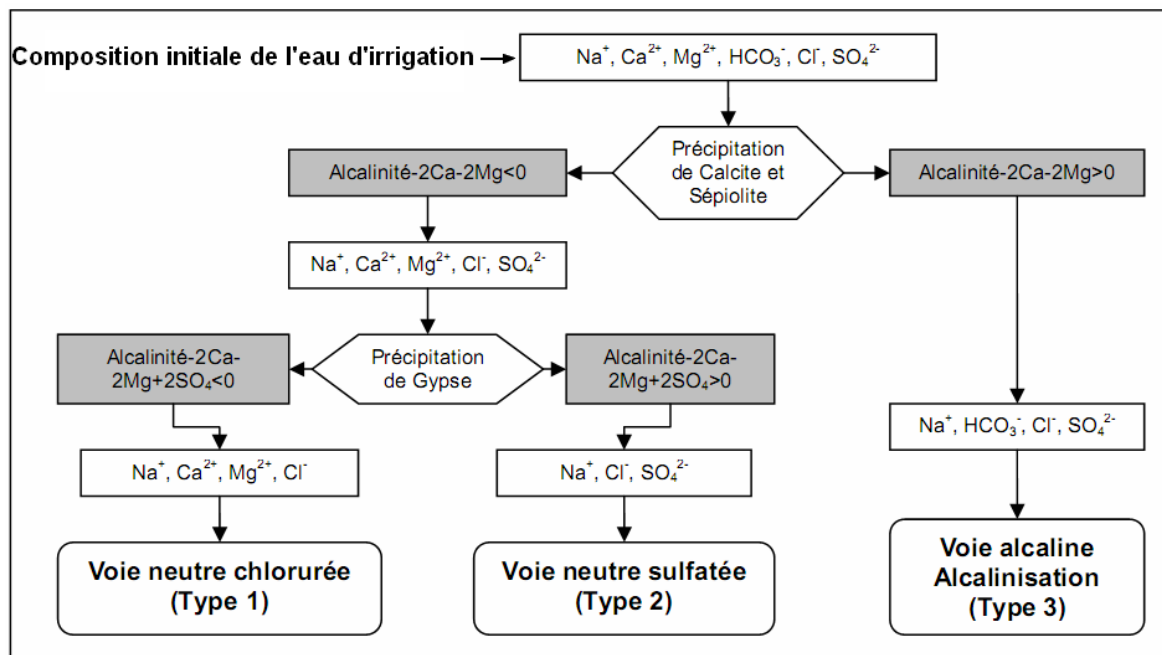 Composition initiale de l'eau d'irrigation
Na⁺, Ca²⁺, Mg²⁺, HCO₃⁻, Cl⁻, SO₄²⁻
Précipitation
de Calcite et
Sépiolite
Alcalinité-2Ca-2Mg<0
Alcalinité-2Ca-2Mg>0
Na⁺, Ca²⁺, Mg²⁺, Cl⁻, SO₄²⁻
Précipitation
de Gypse
Alcalinité-2Ca-
2Mg+2SO₄<0
Alcalinité-2Ca-
2Mg+2SO₄>0
Na⁺, HCO₃⁻, Cl⁻, SO₄²⁻
Na⁺, Ca²⁺, Mg²⁺, Cl⁻
Na⁺, Cl⁻, SO₄²⁻
Voie neutre chlorurée
(Type 1)
Voie neutre sulfatée
(Type 2)
Voie alcaline
Alcalinisation
(Type 3)